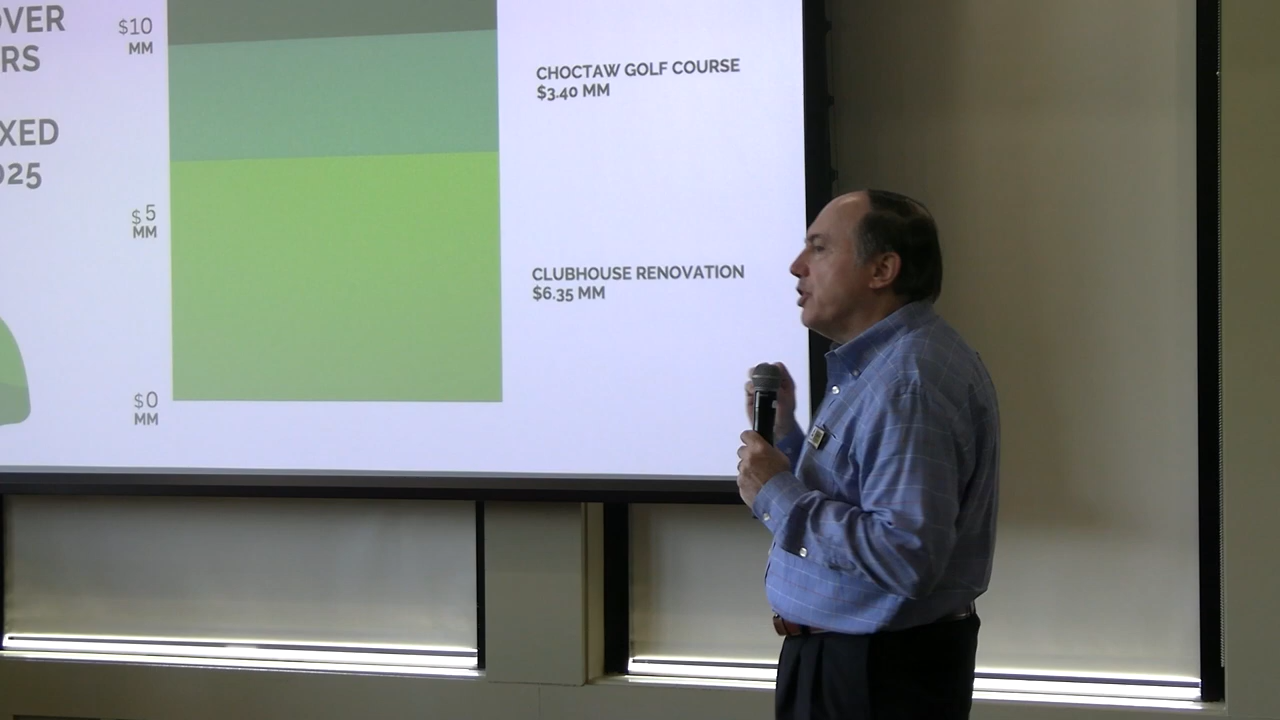 OVER
RS
XED
025
$10
MM
$5
MM
$0
MM
CHOCTAW GOLF COURSE
$3.40 MM
CLUBHOUSE RENOVATION
$6.35 MM